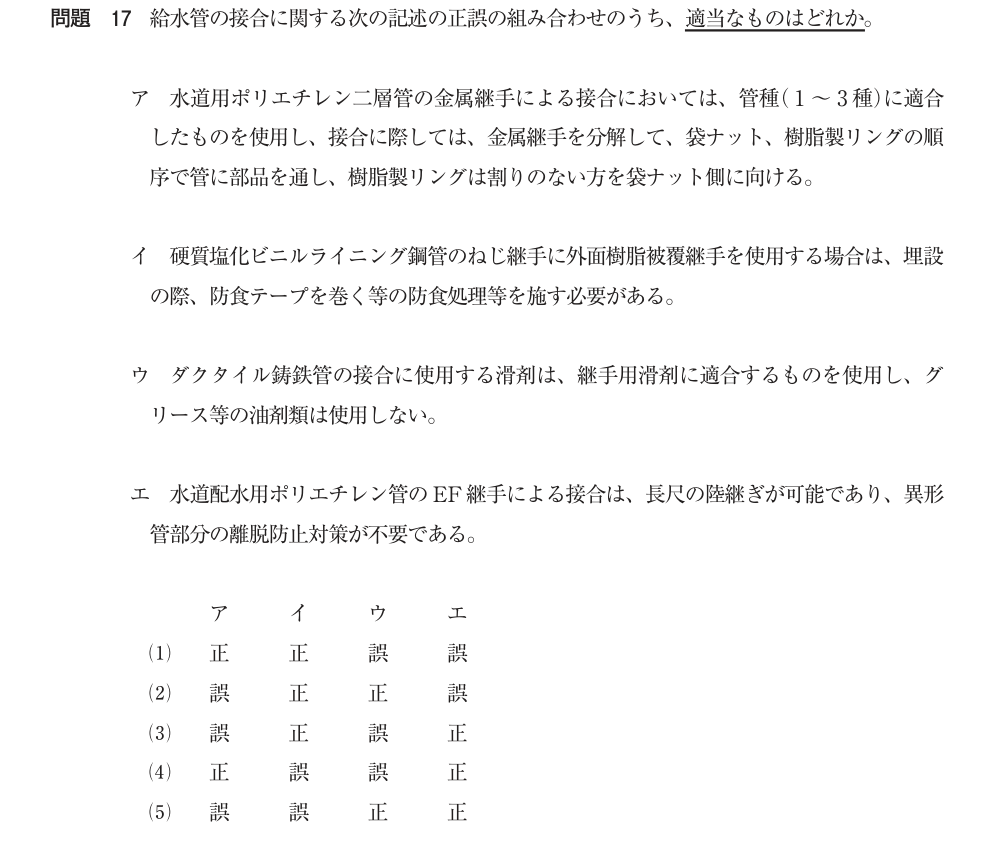 問題 17 給水管の接合に関する次の記述の正誤の組み合わせのうち、適当なものはどれか。
ア 水道用ポリエチレン二層管の金属継手による接合においては、管種(1～3種)に適合
したものを使用し、接合に際しては、金属継手を分解して、袋ナット、樹脂製リングの順
序で管に部品を通し、樹脂製リングは割りのない方を袋ナット側に向ける。
イ 硬質塩化ビニルライニング鋼管のねじ継手に外面樹脂被覆継手を使用する場合は、埋設
の際、防食テープを巻く等の防食処理等を施す必要がある。
ウ ダクタイル鋳鉄管の接合に使用する滑剤は、継手用滑剤に適合するものを使用し、グ
リース等の油剤類は使用しない。
エ 水道配水用ポリエチレン管の EF 継手による接合は、長尺の陸継ぎが可能であり、異形
管部分の離脱防止対策が不要である。
ア イ ウ エ
(1) 正 正 誤 誤
(2) 誤 正 正 誤
(3) 誤 正 誤 正
(4) 正 誤 誤 正
(5) 誤 誤 正 正